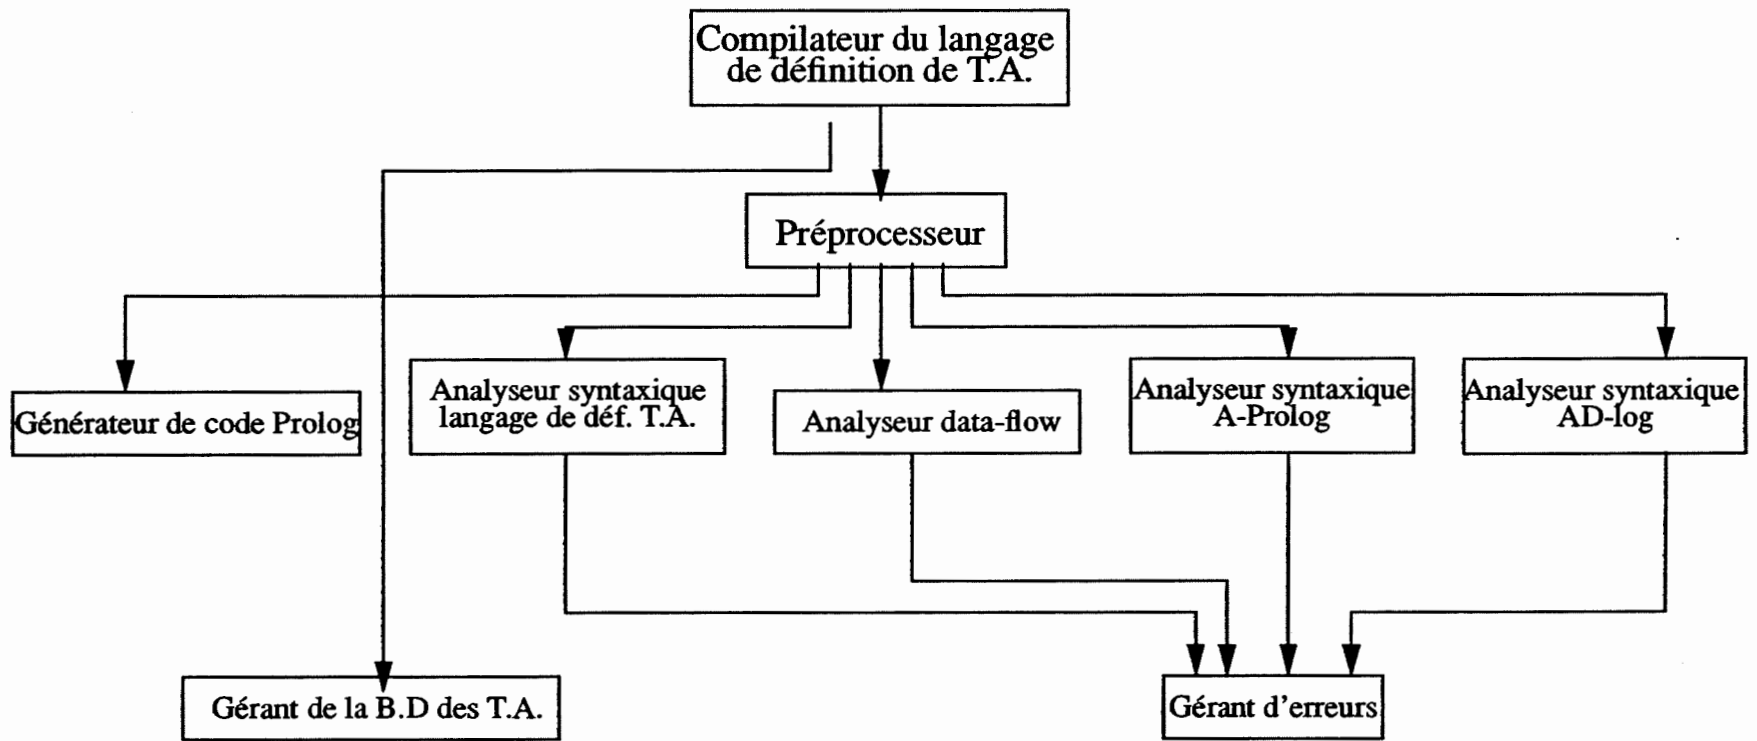 Compilateur du langage
de définition de T.A.
Préprocesseur
Générateur de code Prolog
Analyseur syntaxique
langage de déf. T.A.
Analyseur data-flow
Analyseur syntaxique
A-Prolog
Analyseur syntaxique
AD-log
Gérant de la B.D des T.A.
Gérant d'erreurs